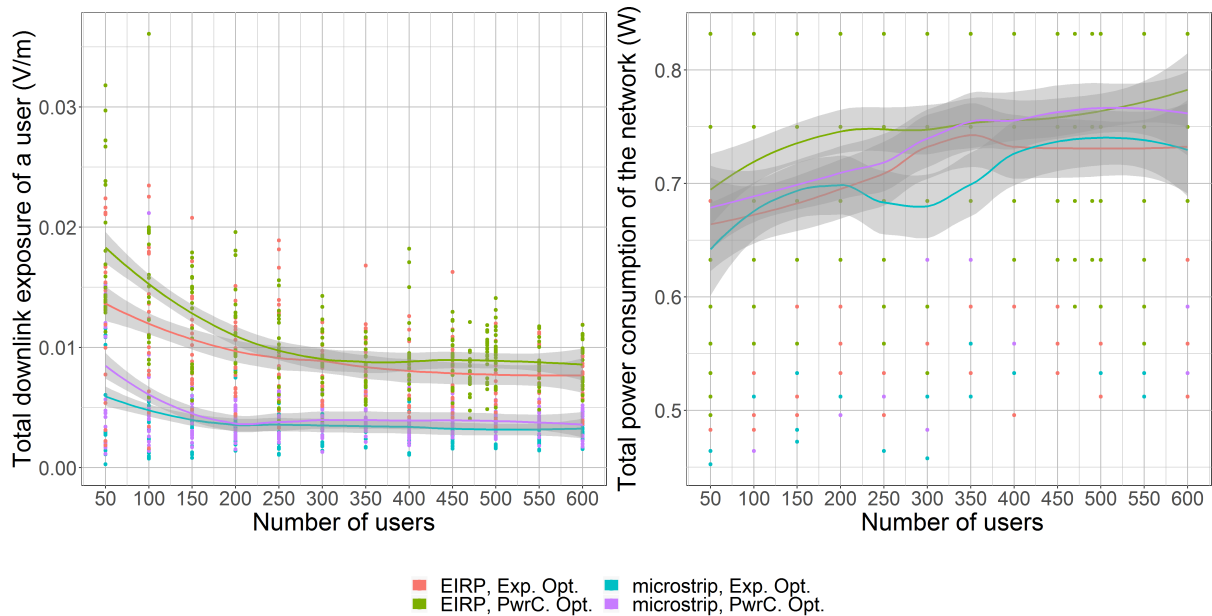 Total downlink exposure of a user (V/m)
0.03
0.02
0.01
0.00
50 100 150 200 250 300 350 400 450 500 550 600
Number of users
Total power consumption of the network (W)
0.8
0.7
0.6
0.5
50 100 150 200 250 300 350 400 450 500 550 600
Number of users
EIRP, Exp. Opt.
EIRP, PwrC. Opt.
microstrip, Exp. Opt.
microstrip, PwrC. Opt.